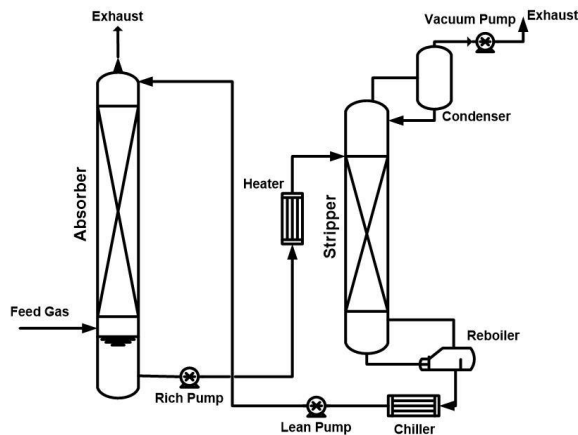 Exhaust
Vacuum Pump
Exhaust
Condenser
Heater
Absorber
Stripper
Feed Gas
Reboiler
Rich Pump
Lean Pump
Chiller